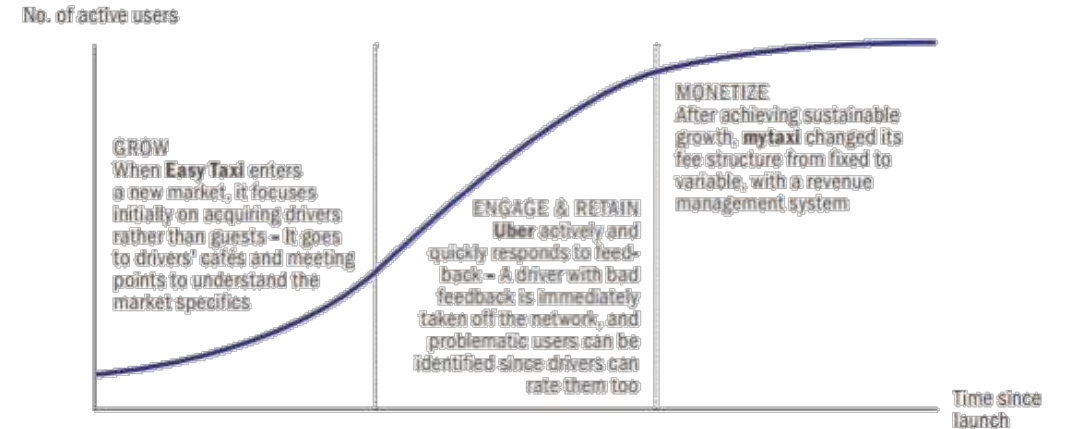 No. of active users
GROW
When Easy Taxi enters
a new market, it focuses
initially on acquiring drivers
rather than guests – It goes
to drivers' cafés and meeting
points to understand the
market specifics
ENGAGE & RETAIN
Uber actively and
quickly responds to feed-
back – A driver with bad
feedback is immediately
taken off the network, and
problematic users can be
identified since drivers can
rate them too
MONETIZE
After achieving sustainable
growth, mytaxi changed its
fee structure from fixed to
variable, with a revenue
management system
Time since
launch